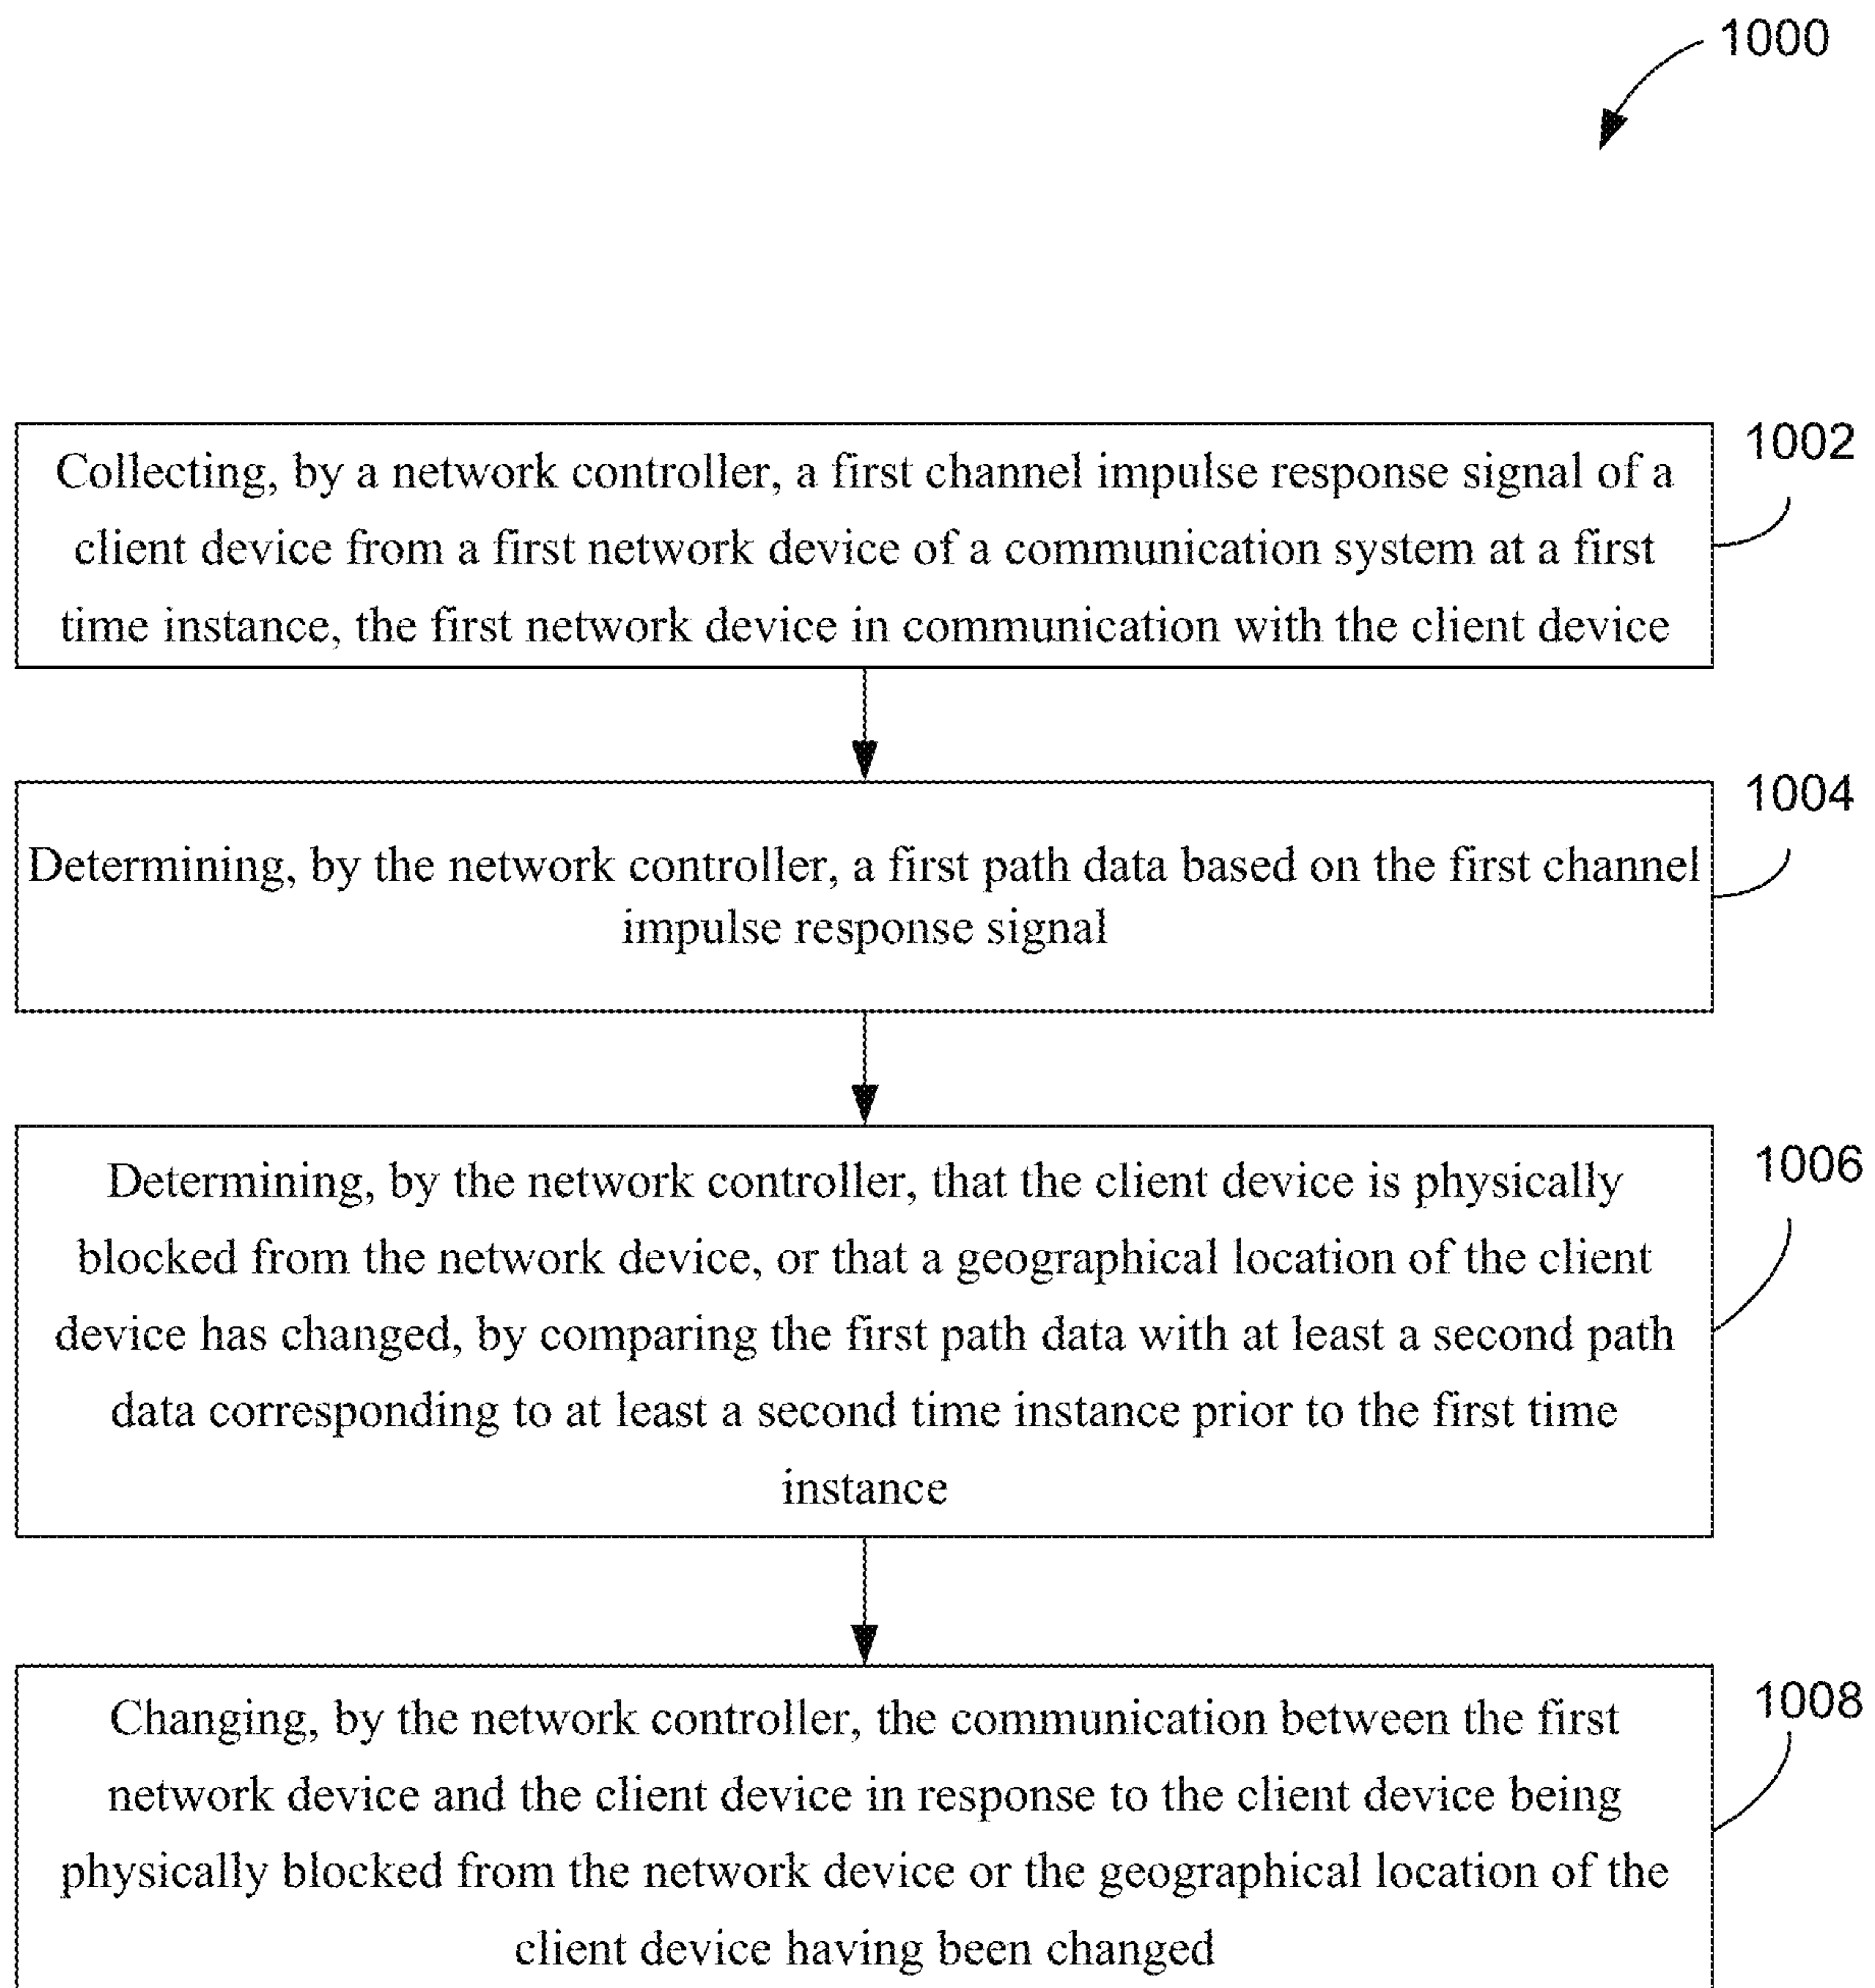 1000
1002
Collecting, by a network controller, a first channel impulse response signal of a
client device from a first network device of a communication system at a first
time instance, the first network device in communication with the client device
1004
Determining, by the network controller, a first path data based on the first channel
impulse response signal
1006
Determining, by the network controller, that the client device is physically
blocked from the network device, or that a geographical location of the client
device has changed, by comparing the first path data with at least a second path
data corresponding to at least a second time instance prior to the first time
instance
1008
Changing, by the network controller, the communication between the first
network device and the client device in response to the client device being
physically blocked from the network device or the geographical location of the
client device having been changed